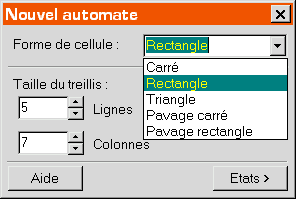 Nouvel automate
Forme de cellule : Rectangle
Carré
Rectangle
Triangle
Pavage carré
Pavage rectangle
Taille du treillis :
5 Lignes
7 Colonnes
Aide
Etats >